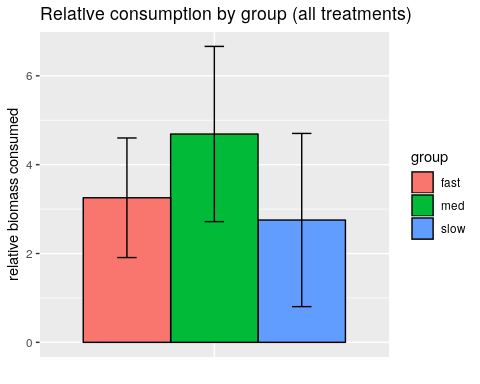 Relative consumption by group (all treatments)
relative biomass consumed
6
4
2
0
group
fast
med
slow